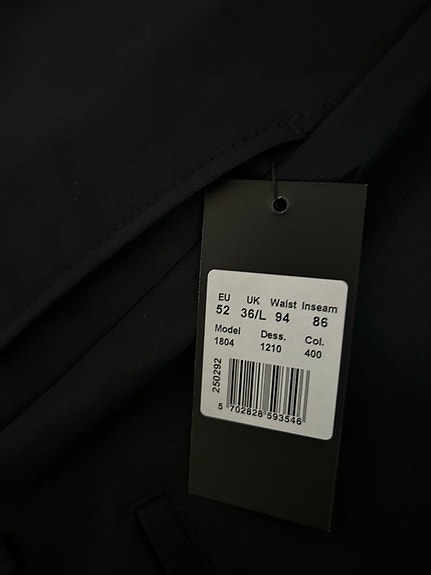 EU UK Waist Inseam
52 36/L 94 86
Model Dess. Col.
1804 1210 400
250292
5 702828 593546